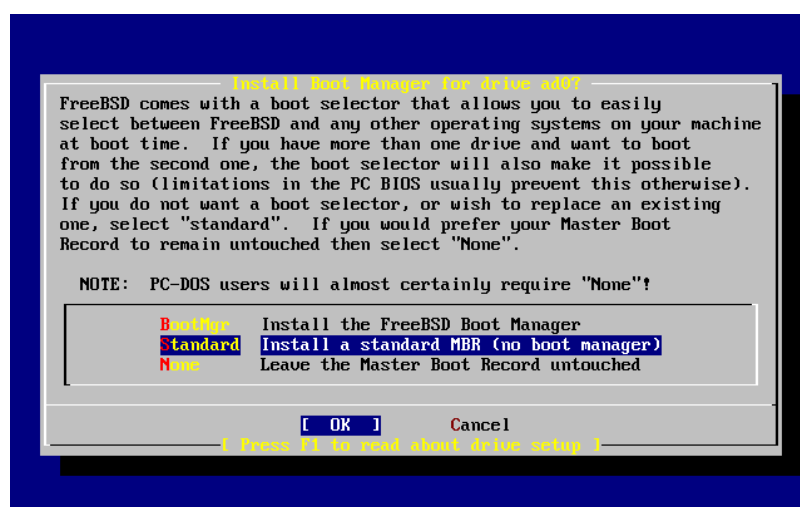 Install Boot Manager for drive ad0?
FreeBSD comes with a boot selector that allows you to easily
select between FreeBSD and any other operating systems on your machine
at boot time.  If you have more than one drive and want to boot
from the second one, the boot selector will also make it possible
to do so (limitations in the PC BIOS usually prevent this otherwise).
If you do not want a boot selector, or wish to replace an existing
one, select "standard".  If you would prefer your Master Boot
Record to remain untouched then select "None".
NOTE:  PC-DOS users will almost certainly require "None"!
BootMgr   Install the FreeBSD Boot Manager
Standard  Install a standard MBR (no boot manager)
None      Leave the Master Boot Record untouched
[  OK  ]     Cancel
[ Press F1 to read about drive setup ]